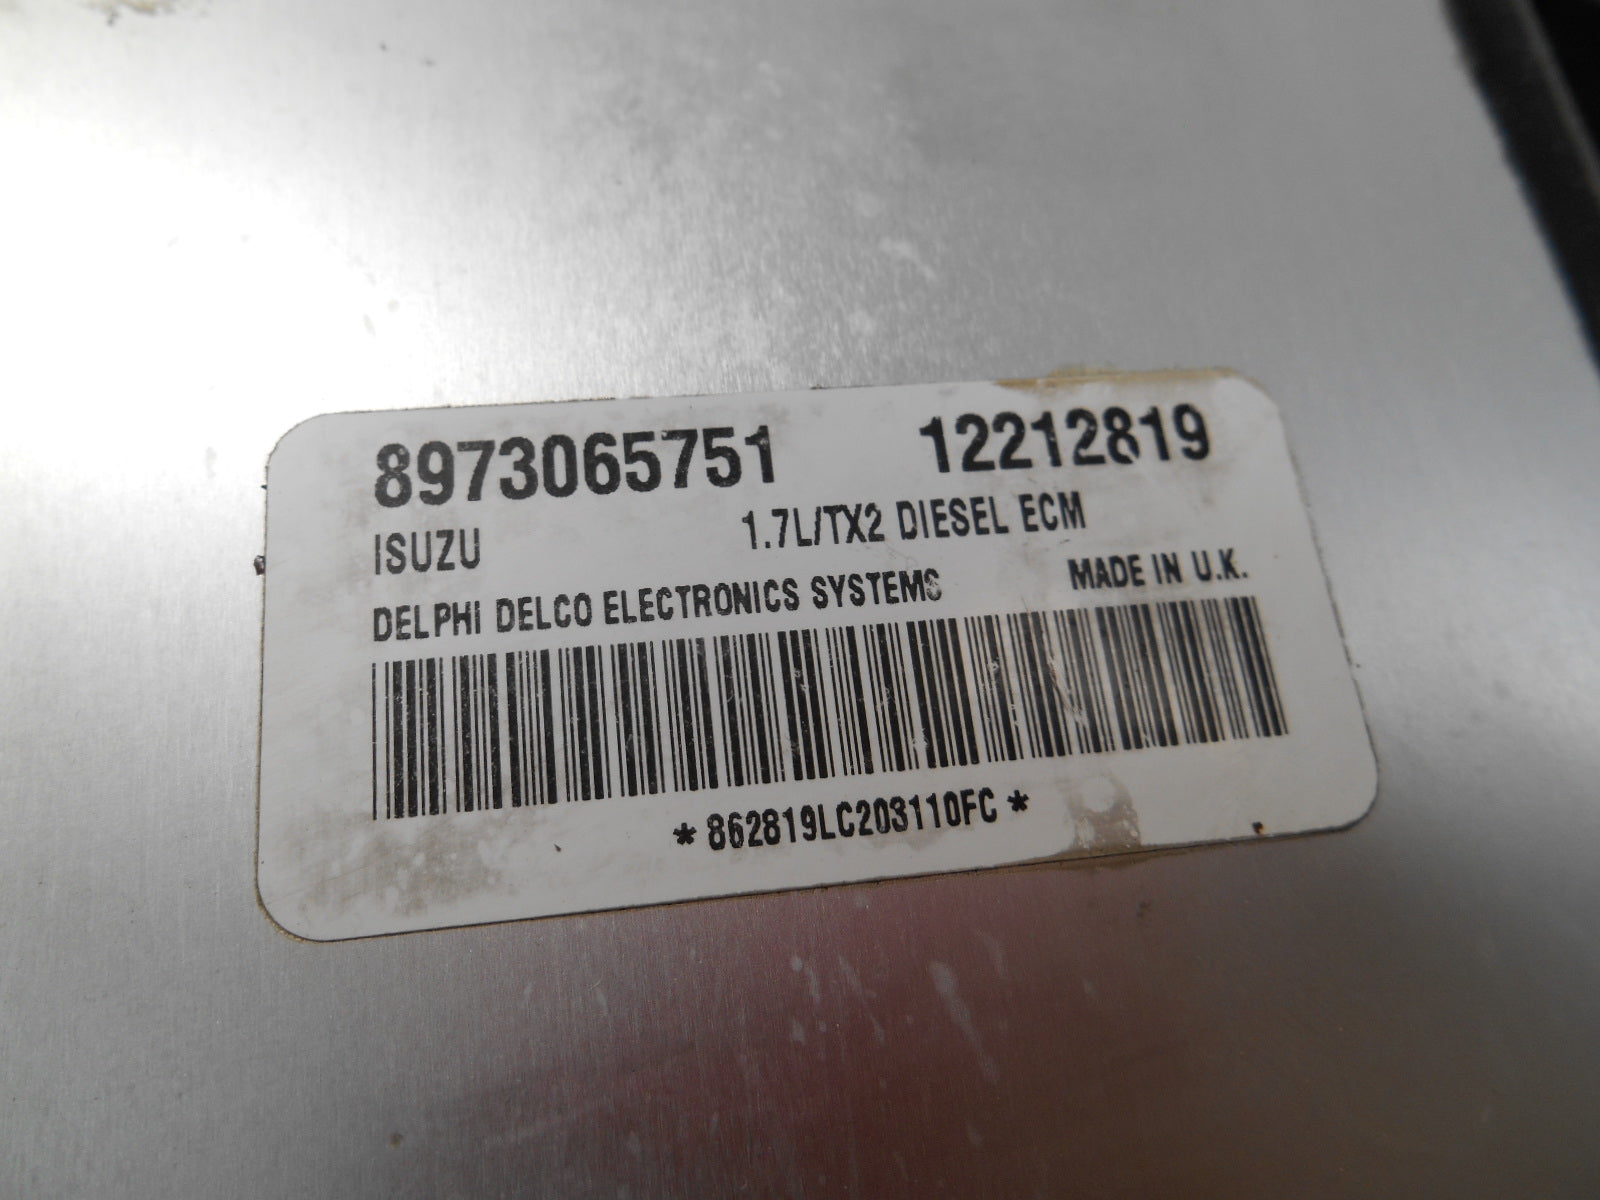 8973065751 12212819
ISUZU 1.7L/TX2 DIESEL ECM
DELPHI DELCO ELECTRONICS SYSTEMS MADE IN U.K.
*862819LC203110FC*